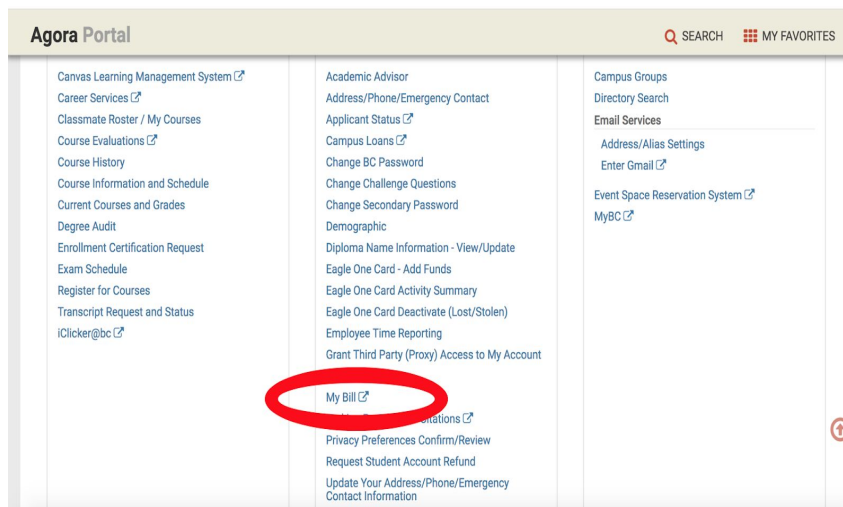 Agora Portal
SEARCH
MY FAVORITES
Canvas Learning Management System
Career Services
Classmate Roster / My Courses
Course Evaluations
Course History
Course Information and Schedule
Current Courses and Grades
Degree Audit
Enrollment Certification Request
Exam Schedule
Register for Courses
Transcript Request and Status
iClicker@bc
Academic Advisor
Address/Phone/Emergency Contact
Applicant Status
Campus Loans
Change BC Password
Change Challenge Questions
Change Secondary Password
Demographic
Diploma Name Information - View/Update
Eagle One Card - Add Funds
Eagle One Card Activity Summary
Eagle One Card Deactivate (Lost/Stolen)
Employee Time Reporting
Grant Third Party (Proxy) Access to My Account
My Bill
Privacy Preferences Confirm/Review
Request Student Account Refund
Update Your Address/Phone/Emergency
Contact Information
Campus Groups
Directory Search
Email Services
Address/Alias Settings
Enter Gmail
Event Space Reservation System
MyBC